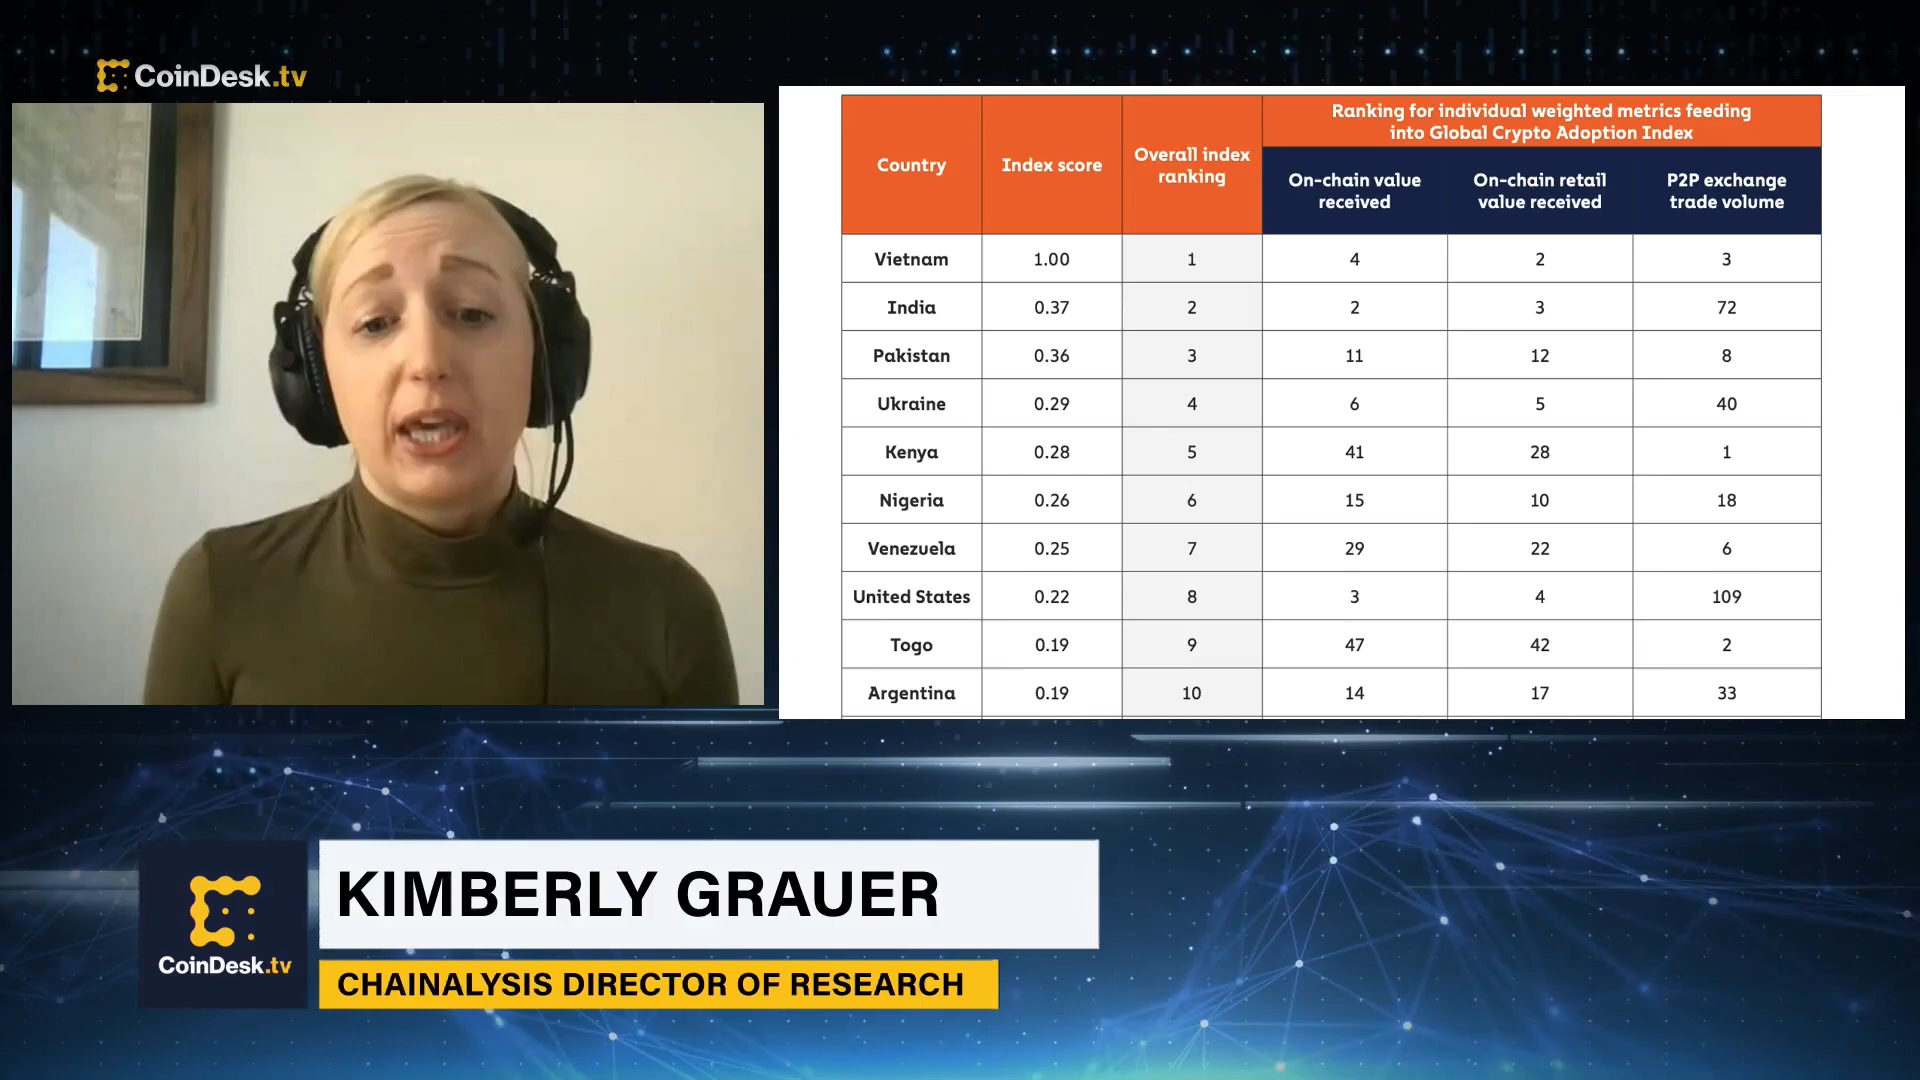 CoinDesk.tv
Ranking for individual weighted metrics feeding
into Global Crypto Adoption Index
Country
Index score
Overall index
ranking
On-chain value
received
On-chain retail
value received
P2P exchange
trade volume
Vietnam 1.00 1 4 2 3
India 0.37 2 2 3 72
Pakistan 0.36 3 11 12 8
Ukraine 0.29 4 6 5 40
Kenya 0.28 5 41 28 1
Nigeria 0.26 6 15 10 18
Venezuela 0.25 7 29 22 6
United States 0.22 8 3 4 109
Togo 0.19 9 47 42 2
Argentina 0.19 10 14 17 33
KIMBERLY GRAUER
CoinDesk.tv
CHAINALYSIS DIRECTOR OF RESEARCH